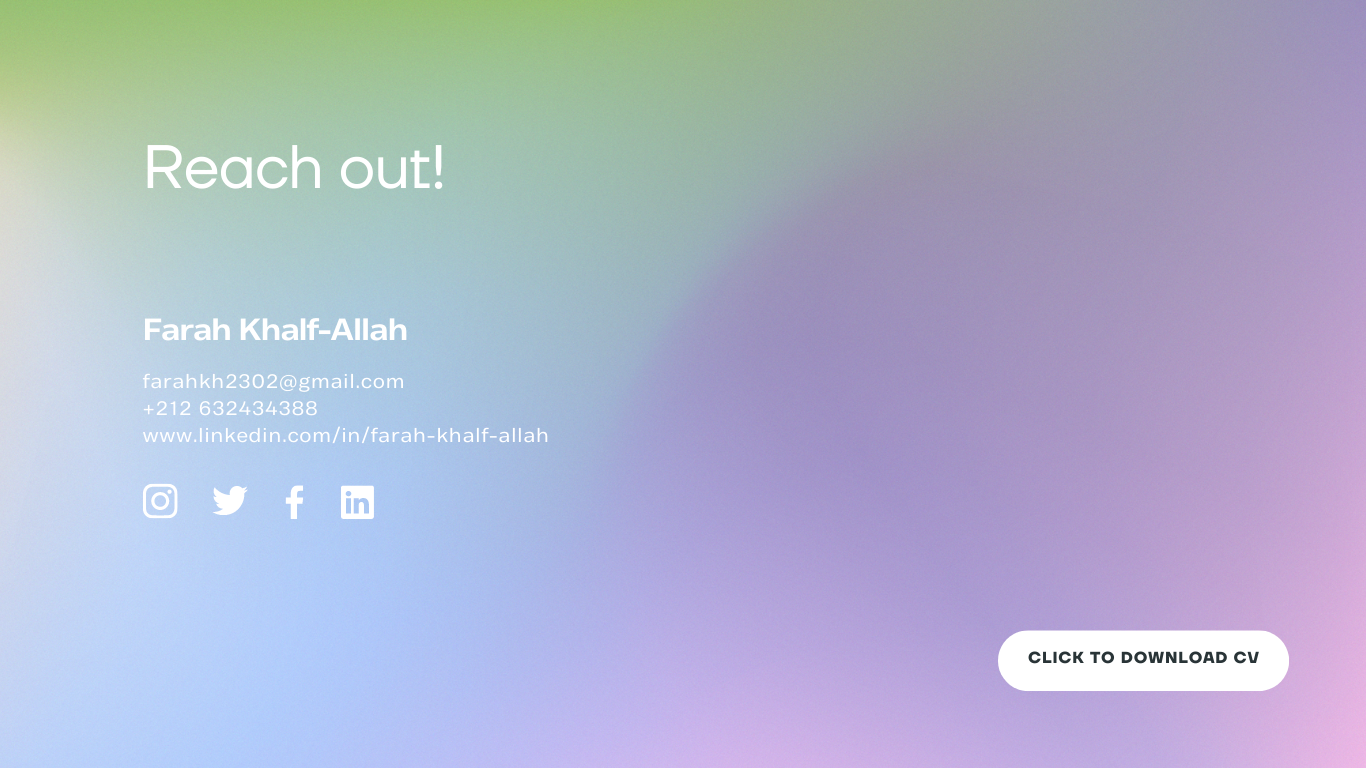 Reach out!
Farah Khalf-Allah
farahkh2302@gmail.com
+212 632434388
www.linkedin.com/in/farah-khalf-allah
CLICK TO DOWNLOAD CV